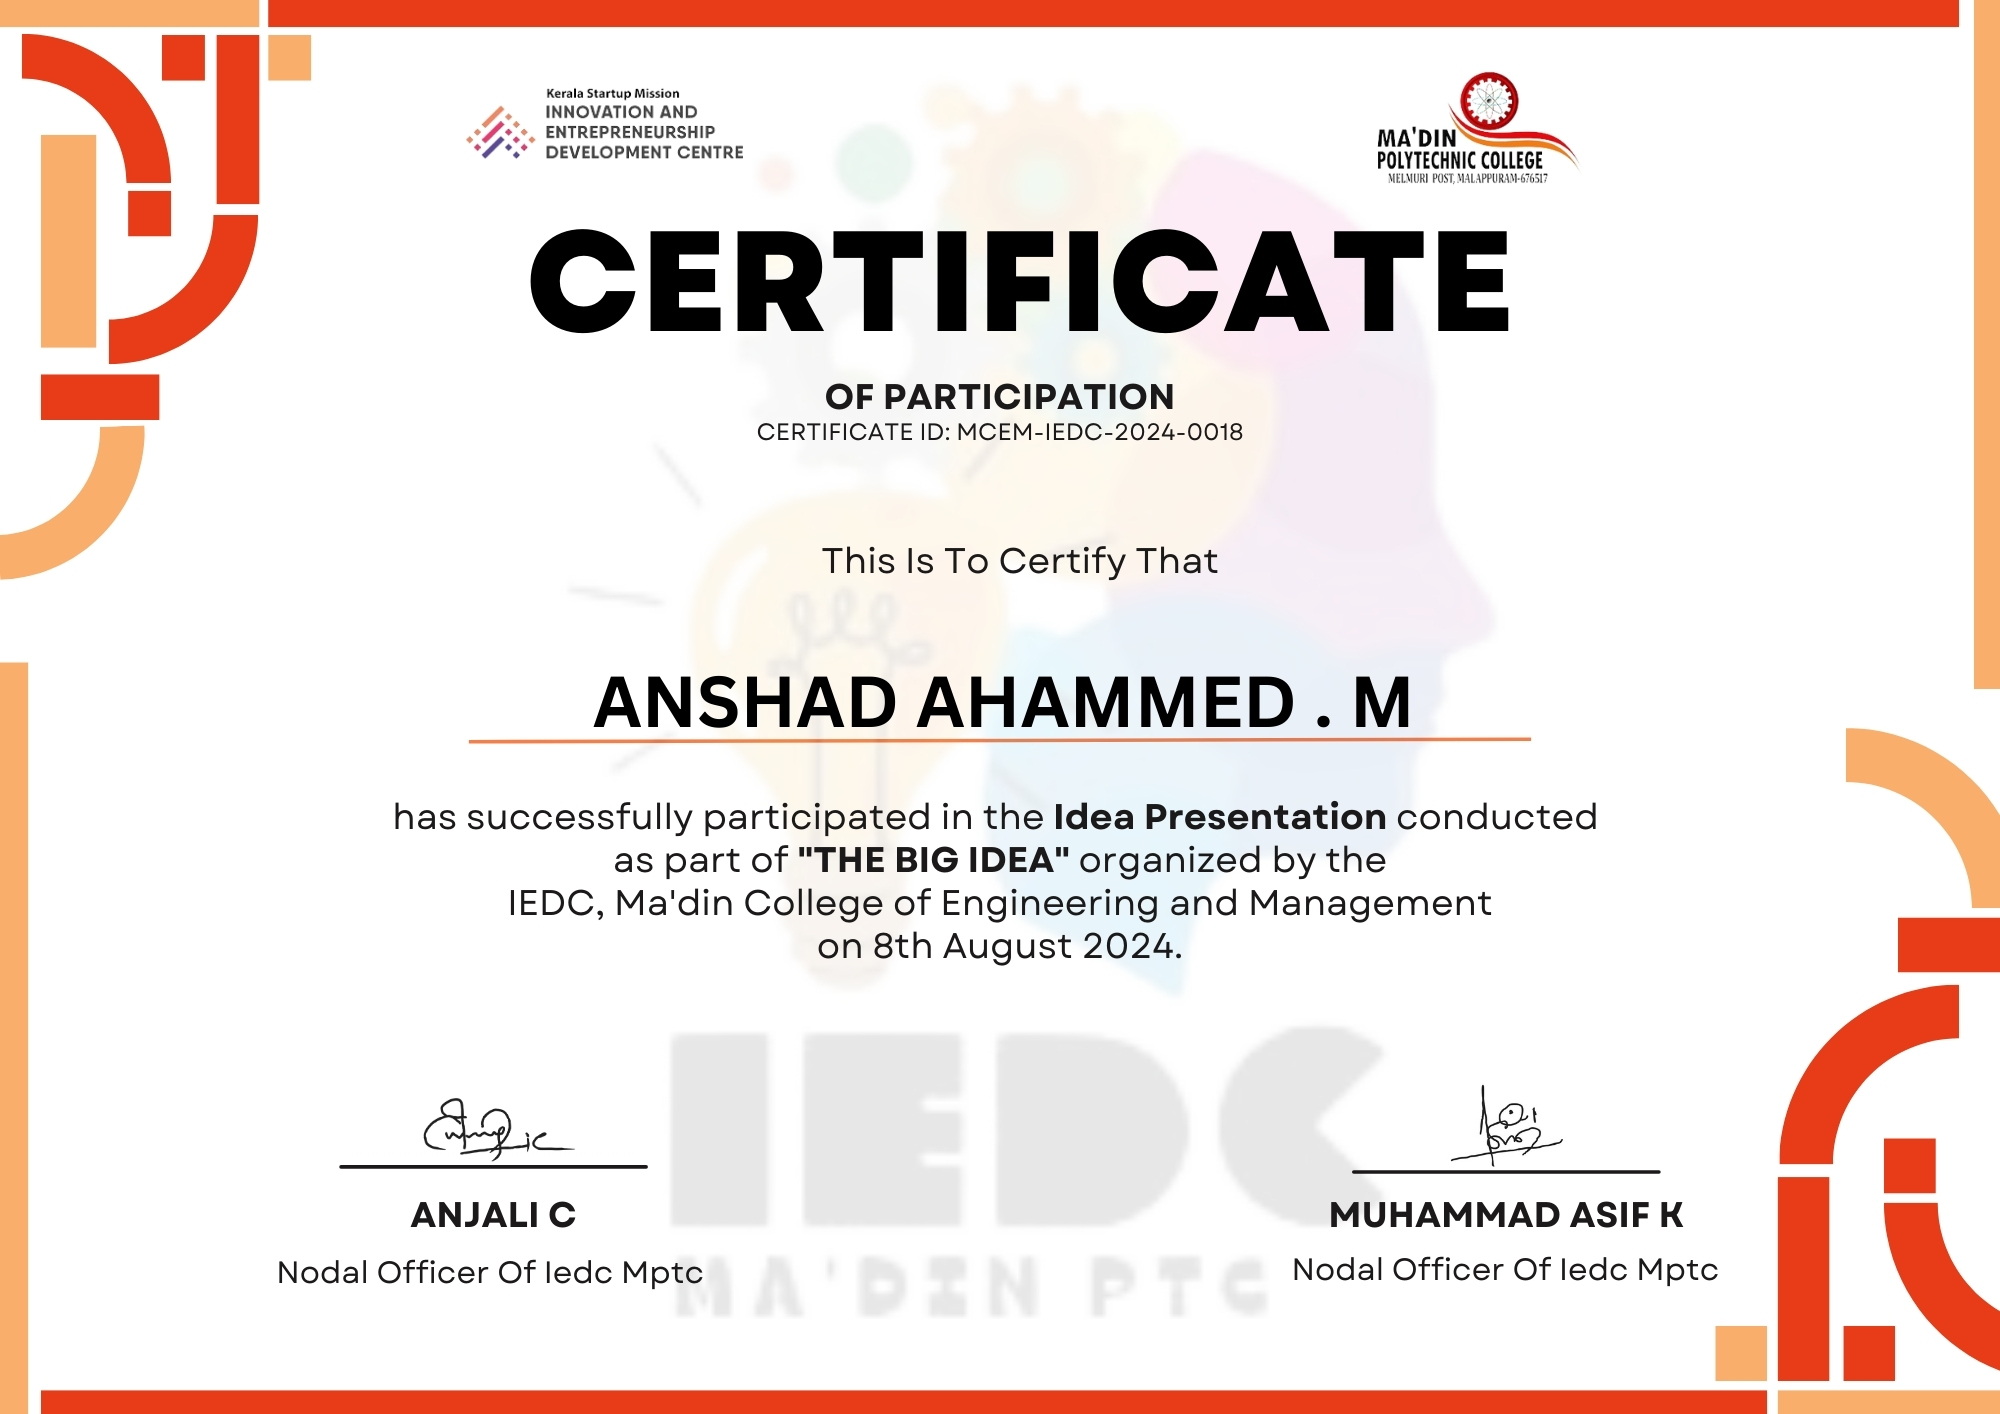 Kerala Startup Mission
INNOVATION AND
ENTREPRENEURSHIP
DEVELOPMENT CENTRE
MA'DIN
POLYTECHNIC COLLEGE
MELMURI POST, MALAPPURAM-676517
CERTIFICATE
OF PARTICIPATION
CERTIFICATE ID: MCEM-IEDC-2024-0018
This Is To Certify That
ANSHAD AHAMMED . M
has successfully participated in the Idea Presentation conducted
as part of "THE BIG IDEA" organized by the
IEDC, Ma'din College of Engineering and Management
on 8th August 2024.
IEDC
MA'DIN PTC
ANJALI C
Nodal Officer Of Iedc Mptc
MUHAMMAD ASIF K
Nodal Officer Of Iedc Mptc